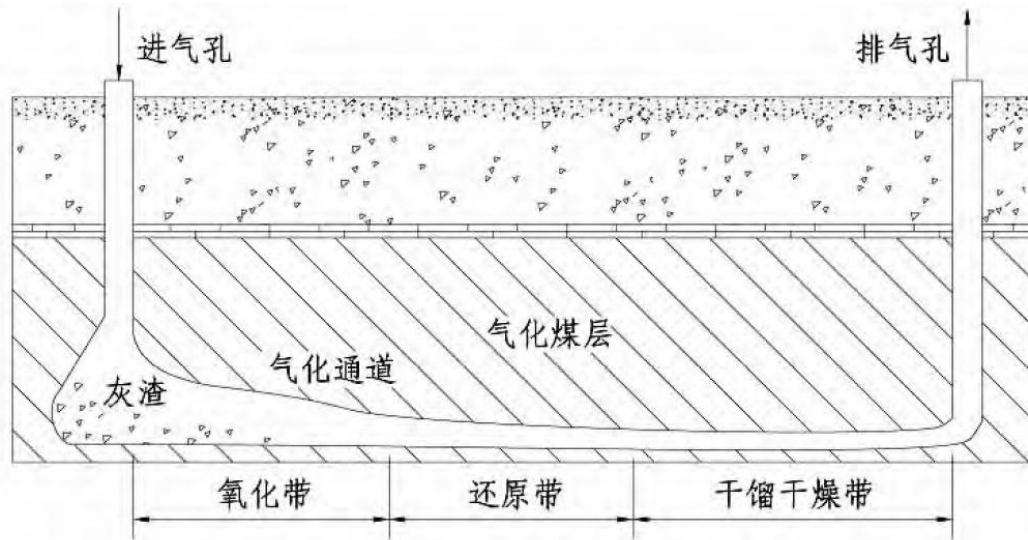 进气孔
排气孔
气化煤层
气化通道
灰渣
氧化带
还原带
干馏干燥带